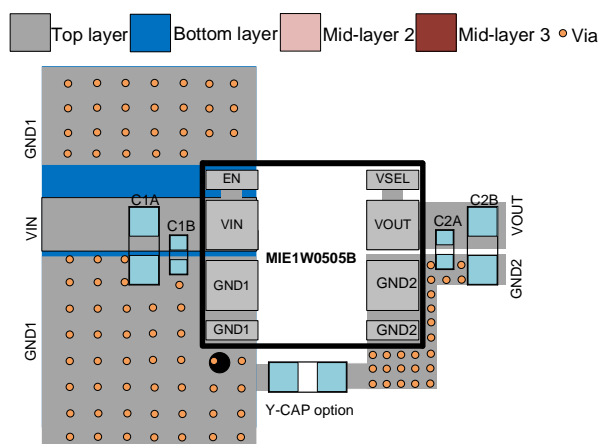 Top layer Bottom layer Mid-layer 2 Mid-layer 3 Via
GND1
VIN
GND1
C1A
C1B
EN
VIN
GND1
GND1
MIE1W0505B
VSEL
VOUT
GND2
GND2
C2A
C2B
VOUT
GND2
Y-CAP option